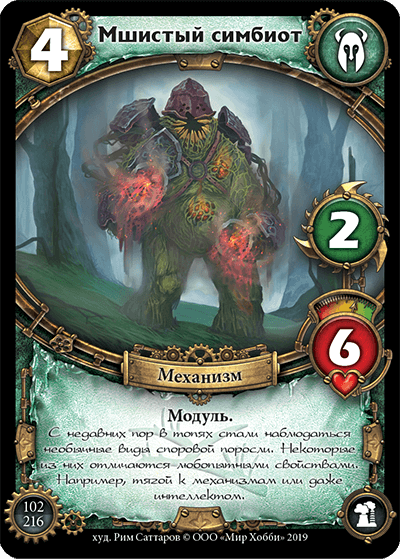 4
Мшистый симбиот
2
6
Механизм
Модуль.
С недавних пор в топях стали наблюдаться
необычные виды споровой поросли. Некоторые
из них отличаются любопытными свойствами.
Например, тягой к механизмам или даже
интеллектом.
102
216
худ. Рим Саттаров © ООО «Мир Хобби» 2019